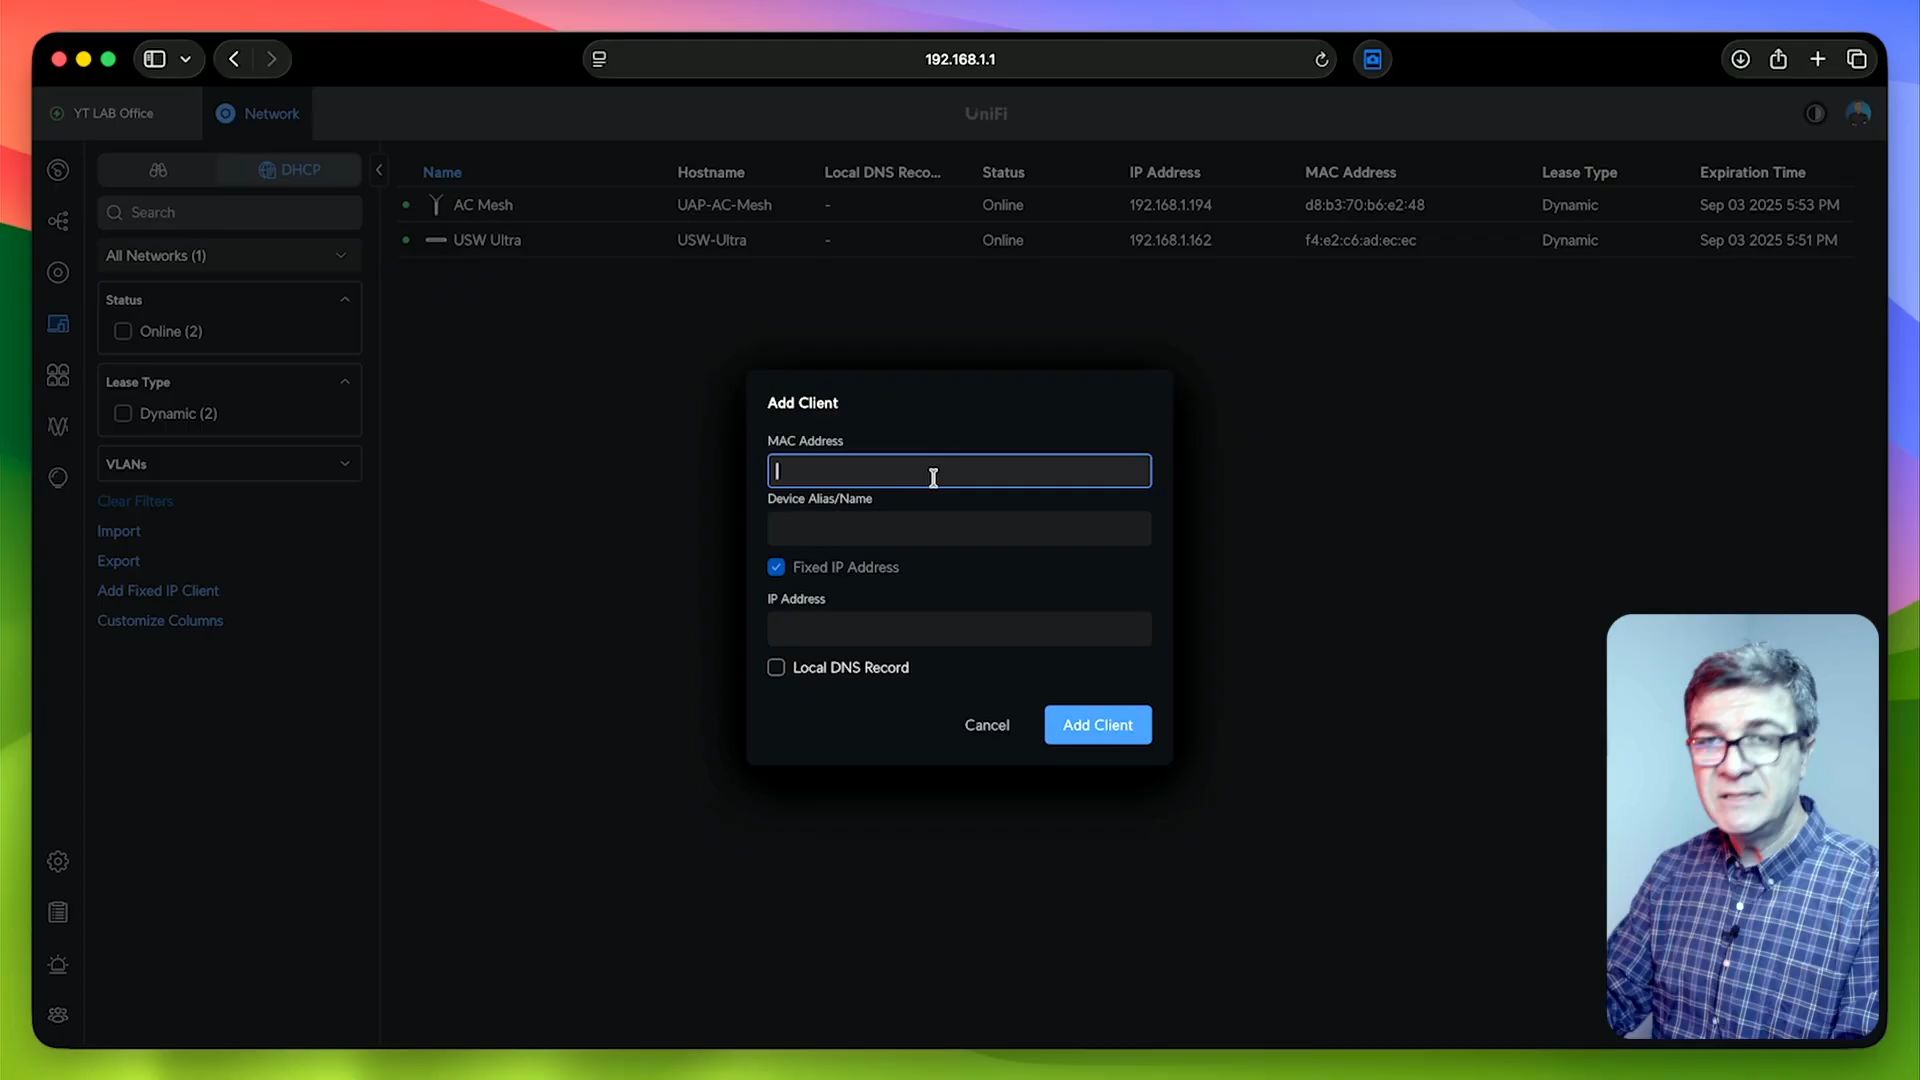 192.168.1.1
YT LAB Office
Network
UniFi
DHCP
Search
All Networks (1)
Status
Online (2)
Lease Type
Dynamic (2)
VLANs
Clear Filters
Import
Export
Add Fixed IP Client
Customize Columns
Name Hostname Local DNS Reco... Status IP Address MAC Address Lease Type Expiration Time
AC Mesh UAP-AC-Mesh - Online 192.168.1.194 d8:b3:70:b6:e2:48 Dynamic Sep 03 2025 5:53 PM
USW Ultra USW-Ultra - Online 192.168.1.162 f4:e2:c6:ad:ec:ec Dynamic Sep 03 2025 5:51 PM
Add Client
MAC Address
Device Alias/Name
Fixed IP Address
IP Address
Local DNS Record
Cancel
Add Client